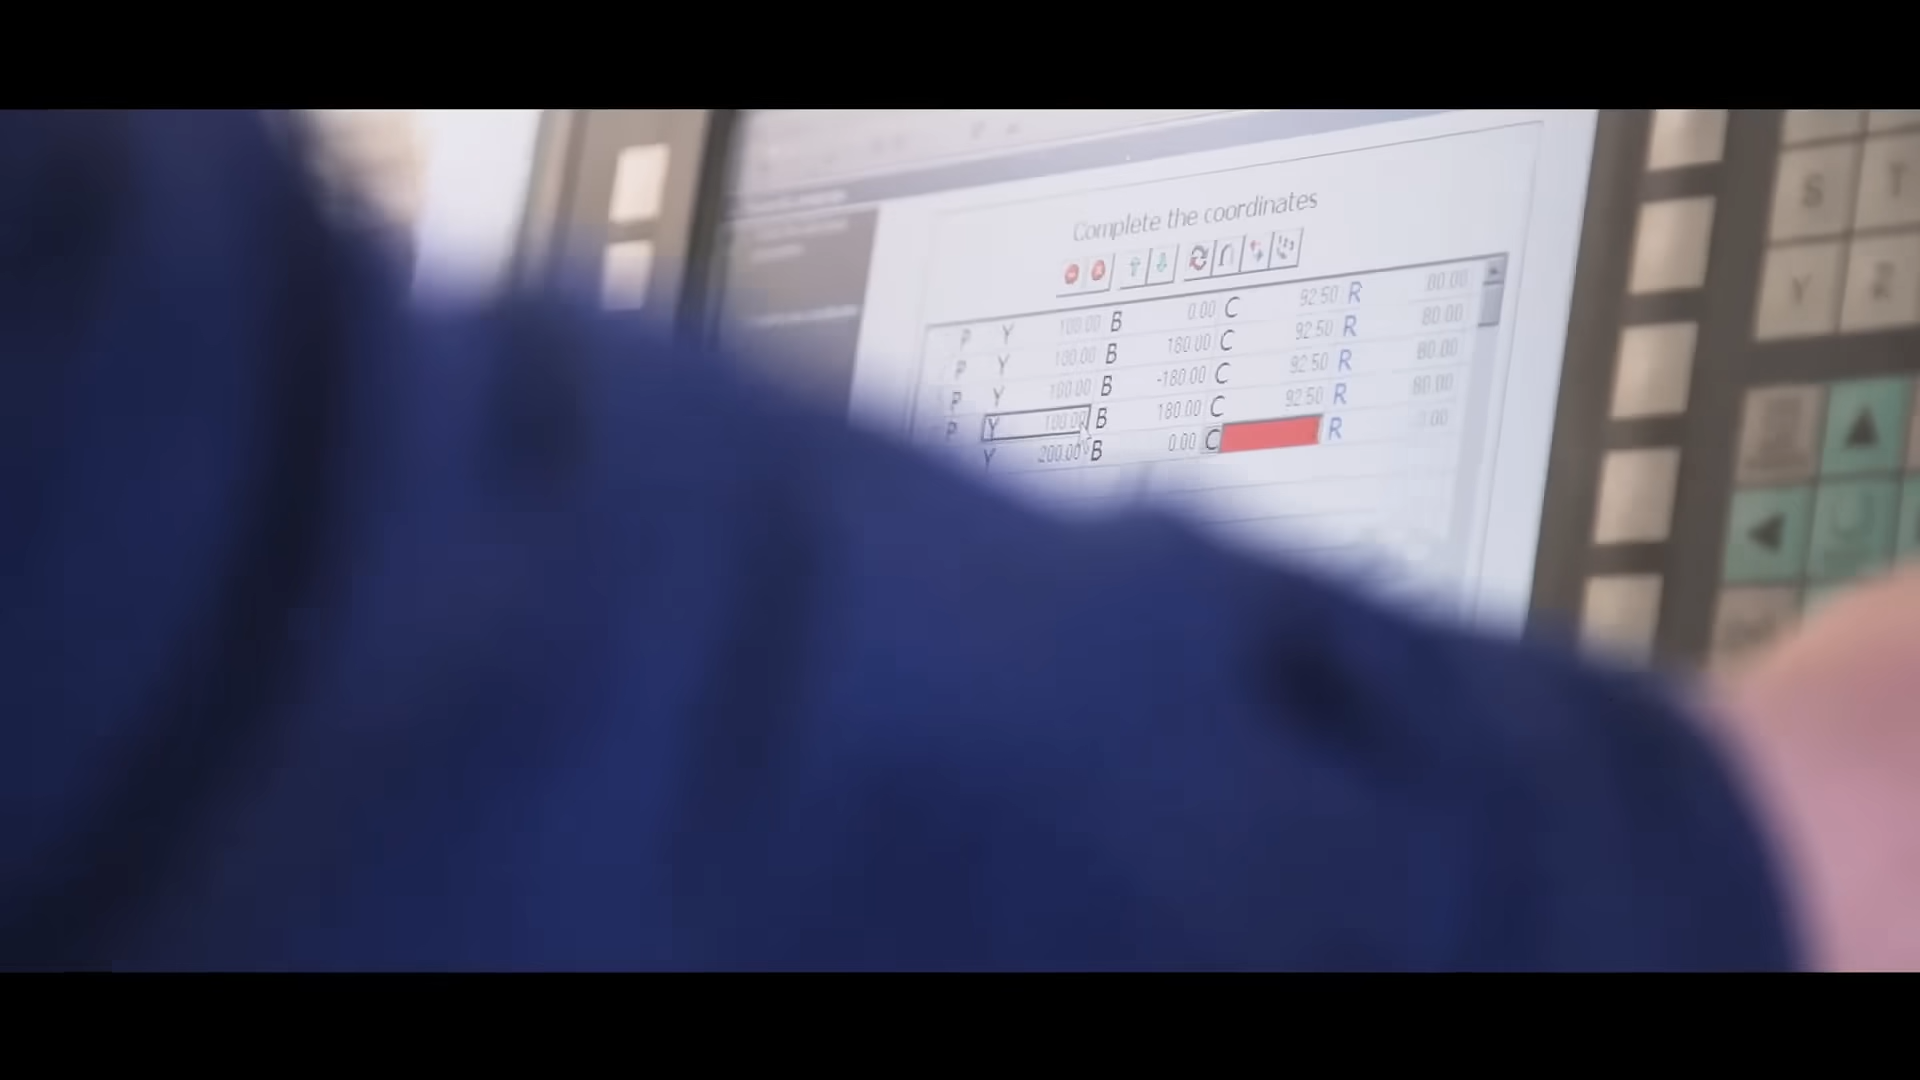 Complete the coordinates
P Y 100.00 B 0.00 C 92.50 R 80.00
P Y 100.00 B 180.00 C 92.50 R 80.00
P Y 100.00 B -180.00 C 92.50 R 80.00
P Y 100.00 B 180.00 C 92.50 R 80.00
Y 200.00 B 0.00 C R
S T
Y